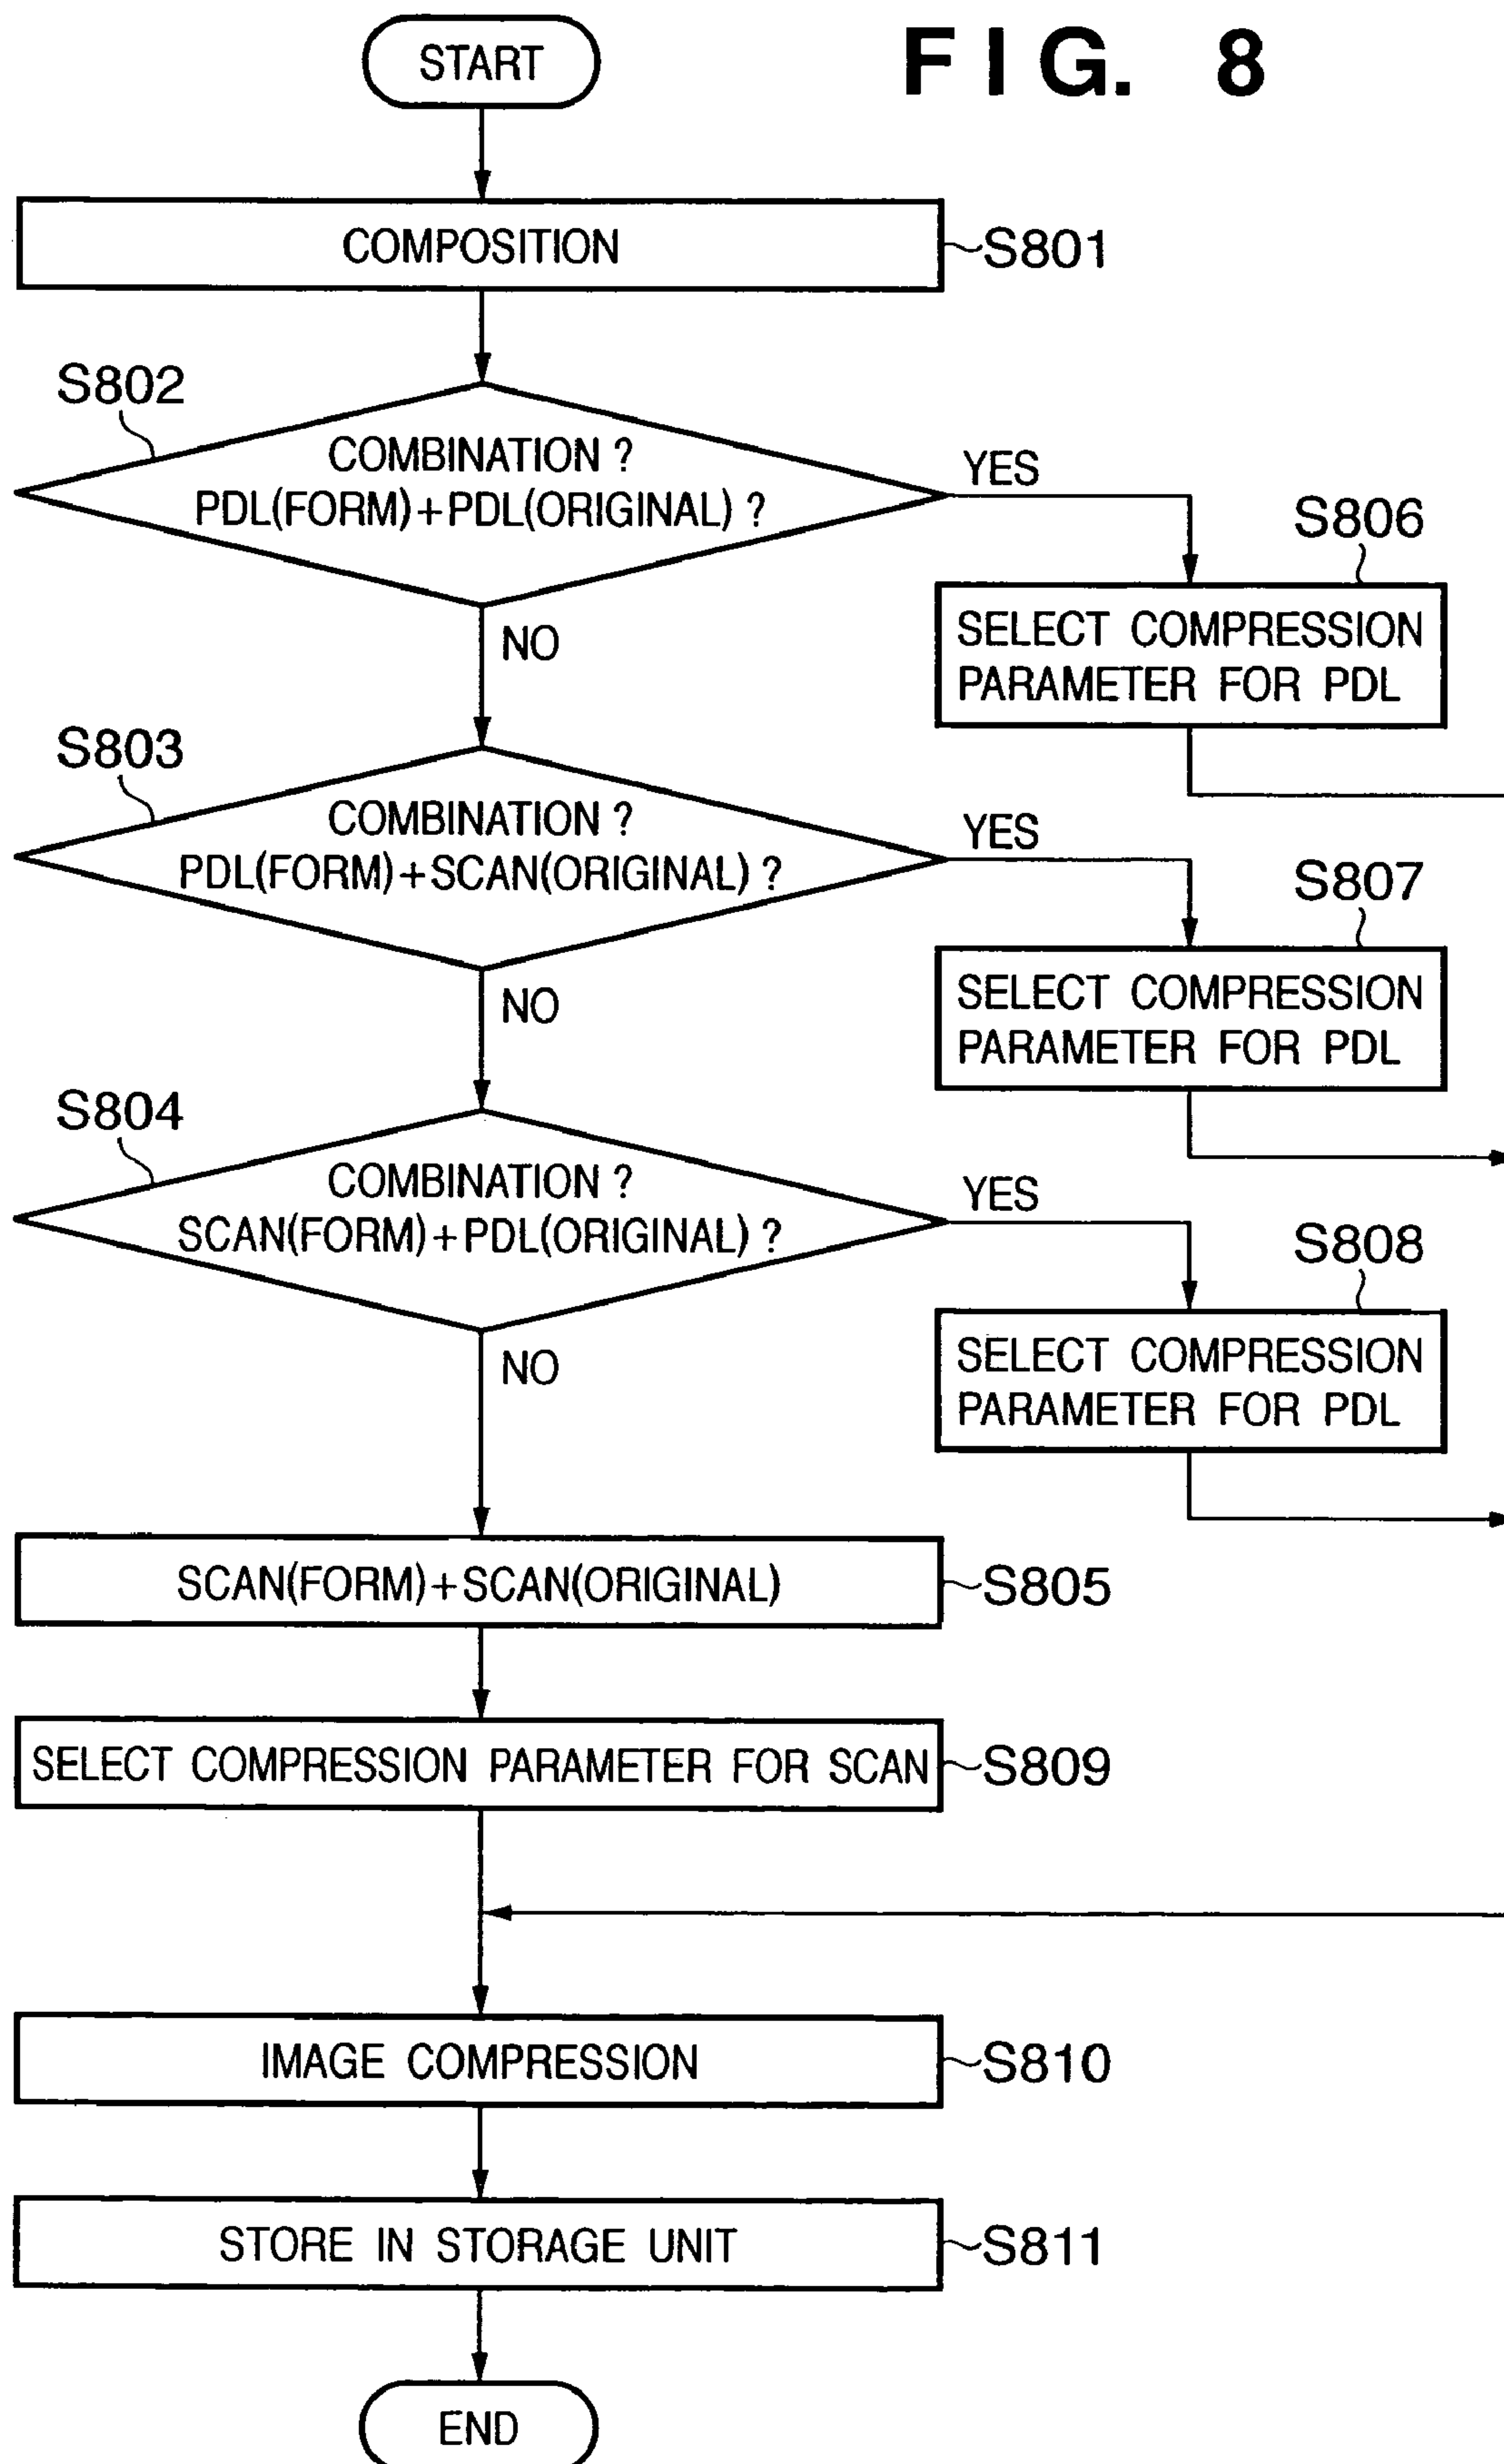 START
FIG. 8
COMPOSITION
S801
S802
COMBINATION ?
PDL(FORM)+PDL(ORIGINAL) ?
YES
S806
SELECT COMPRESSION
PARAMETER FOR PDL
NO
S803
COMBINATION ?
PDL(FORM)+SCAN(ORIGINAL) ?
YES
S807
SELECT COMPRESSION
PARAMETER FOR PDL
NO
S804
COMBINATION ?
SCAN(FORM)+PDL(ORIGINAL) ?
YES
S808
SELECT COMPRESSION
PARAMETER FOR PDL
NO
SCAN(FORM)+SCAN(ORIGINAL)
S805
SELECT COMPRESSION PARAMETER FOR SCAN
S809
IMAGE COMPRESSION
S810
STORE IN STORAGE UNIT
S811
END